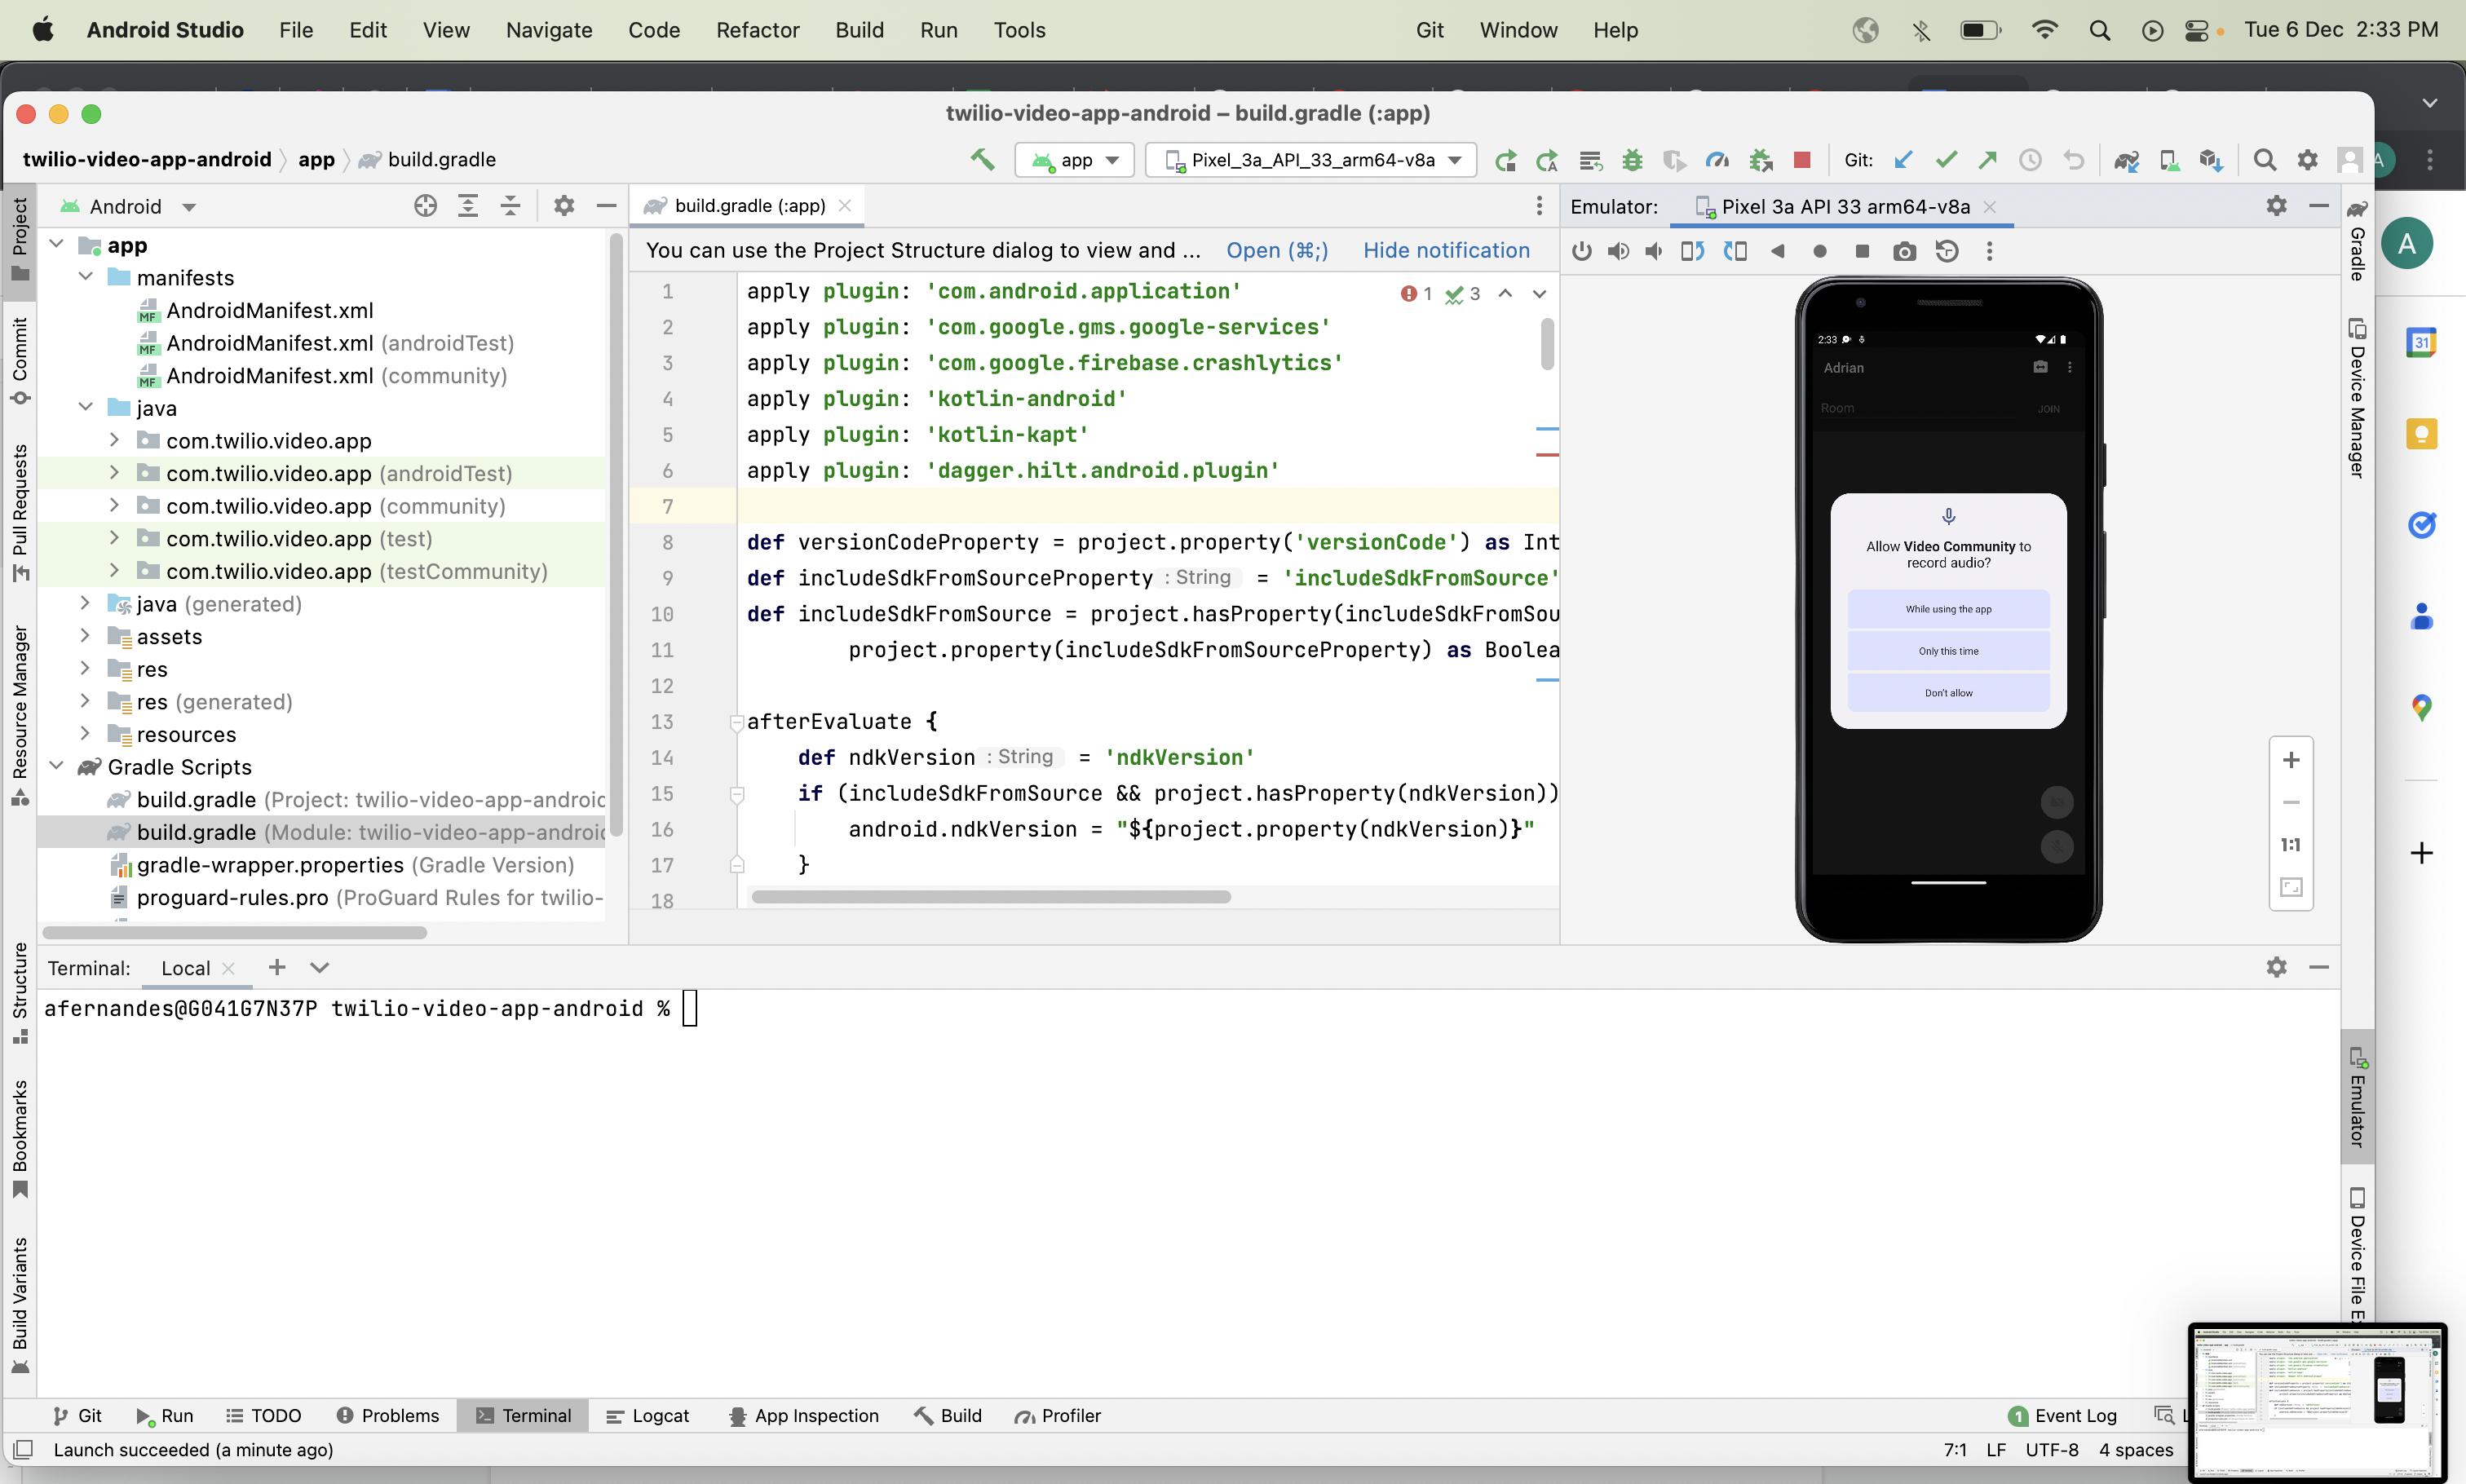 Android Studio File Edit View Navigate Code Refactor Build Run Tools Git Window Help Tue 6 Dec 2:33 PM
twilio-video-app-android – build.gradle (:app)
twilio-video-app-android app build.gradle
app Pixel_3a_API_33_arm64-v8a Git:
A
Project
Commit
Pull Requests
Resource Manager
Structure
Bookmarks
Build Variants
Android
app
manifests
AndroidManifest.xml
AndroidManifest.xml (androidTest)
AndroidManifest.xml (community)
java
com.twilio.video.app
com.twilio.video.app (androidTest)
com.twilio.video.app (community)
com.twilio.video.app (test)
com.twilio.video.app (testCommunity)
java (generated)
assets
res
res (generated)
resources
Gradle Scripts
build.gradle (Project: twilio-video-app-androic
build.gradle (Module: twilio-video-app-androi
gradle-wrapper.properties (Gradle Version)
proguard-rules.pro (ProGuard Rules for twilio-
build.gradle (:app)
You can use the Project Structure dialog to view and ... Open (⌘;) Hide notification
1 3
1 apply plugin: 'com.android.application'
2 apply plugin: 'com.google.gms.google-services'
3 apply plugin: 'com.google.firebase.crashlytics'
4 apply plugin: 'kotlin-android'
5 apply plugin: 'kotlin-kapt'
6 apply plugin: 'dagger.hilt.android.plugin'
7
8 def versionCodeProperty = project.property('versionCode') as Int
9 def includeSdkFromSourceProperty : String = 'includeSdkFromSource'
10 def includeSdkFromSource = project.hasProperty(includeSdkFromSou
11 project.property(includeSdkFromSourceProperty) as Boolea
12
13 afterEvaluate {
14 def ndkVersion : String = 'ndkVersion'
15 if (includeSdkFromSource && project.hasProperty(ndkVersion))
16 android.ndkVersion = "${project.property(ndkVersion)}"
17 }
18
Emulator: Pixel 3a API 33 arm64-v8a
2:33
Adrian
Room JOIN
Allow Video Community to
record audio?
While using the app
Only this time
Don't allow
1:1
Gradle
Device Manager
Emulator
Device File E
A
31
Terminal: Local
afernandes@G041G7N37P twilio-video-app-android %
Git Run TODO Problems Terminal Logcat App Inspection Build Profiler 1 Event Log
Launch succeeded (a minute ago) 7:1 LF UTF-8 4 spaces